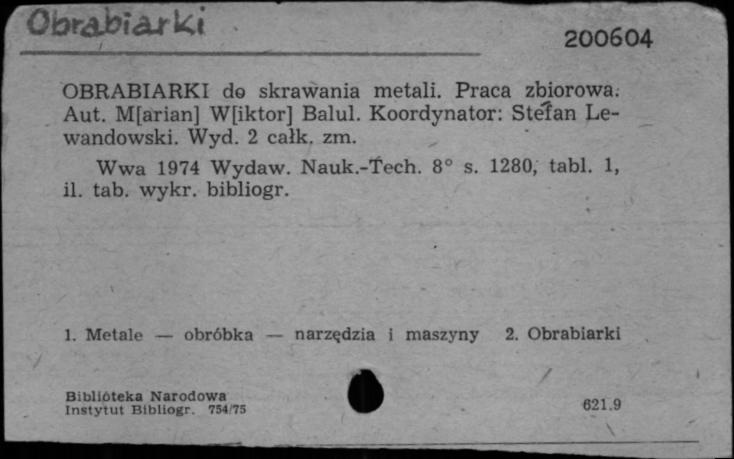 Obrabiarki
200604
OBRABIARKI do skrawania metali. Praca zbiorowa.
Aut. M[arian] W[iktor] Balul. Koordynator: Stefan Le-
wandowski. Wyd. 2 całk. zm.
Wwa 1974 Wydaw. Nauk.-Tech. 8° s. 1280, tabl. 1,
il. tab. wykr. bibliogr.
1. Metale — obróbka — narzędzia i maszyny 2. Obrabiarki
Biblioteka Narodowa
Instytut Bibliogr. 754/75
621.9